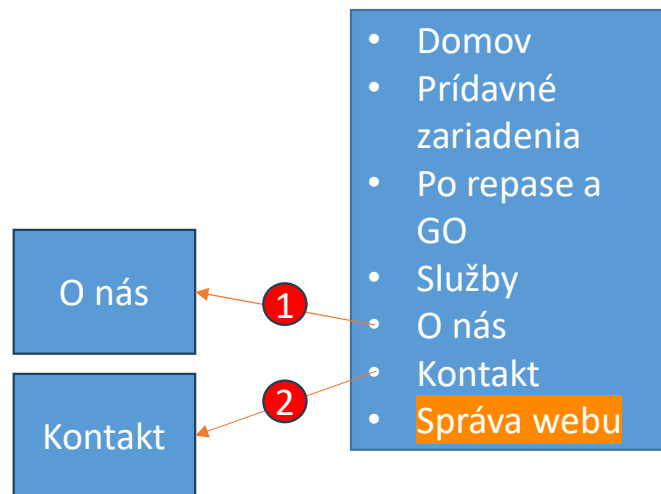 • Domov
• Prídavné
zariadenia
• Po repase a
GO
• Služby
• O nás
• Kontakt
• Správa webu
O nás
1
Kontakt
2